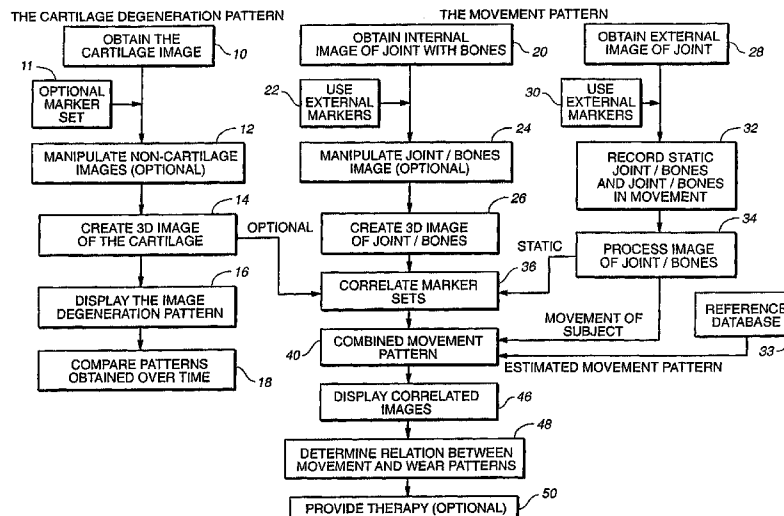 THE CARTILAGE DEGENERATION PATTERN
OBTAIN THE
CARTILAGE IMAGE
10
11
OPTIONAL
MARKER
SET
12
MANIPULATE NON-CARTILAGE
IMAGES (OPTIONAL)
14
CREATE 3D IMAGE
OF THE CARTILAGE
OPTIONAL
16
DISPLAY THE IMAGE
DEGENERATION PATTERN
COMPARE PATTERNS
OBTAINED OVER TIME
18
THE MOVEMENT PATTERN
OBTAIN INTERNAL
IMAGE OF JOINT WITH BONES
20
22
USE
EXTERNAL
MARKERS
24
MANIPULATE JOINT / BONES
IMAGE (OPTIONAL)
26
CREATE 3D IMAGE
OF JOINT / BONES
CORRELATE MARKER
SETS
36
COMBINED MOVEMENT
PATTERN
40
DISPLAY CORRELATED
IMAGES
46
48
DETERMINE RELATION BETWEEN
MOVEMENT AND WEAR PATTERNS
50
PROVIDE THERAPY (OPTIONAL)
OBTAIN EXTERNAL
IMAGE OF JOINT
28
30
USE
EXTERNAL
MARKERS
32
RECORD STATIC
JOINT / BONES
AND JOINT / BONES
IN MOVEMENT
34
PROCESS IMAGE
OF JOINT / BONES
STATIC
MOVEMENT OF
SUBJECT
REFERENCE
DATABASE
33
ESTIMATED MOVEMENT PATTERN